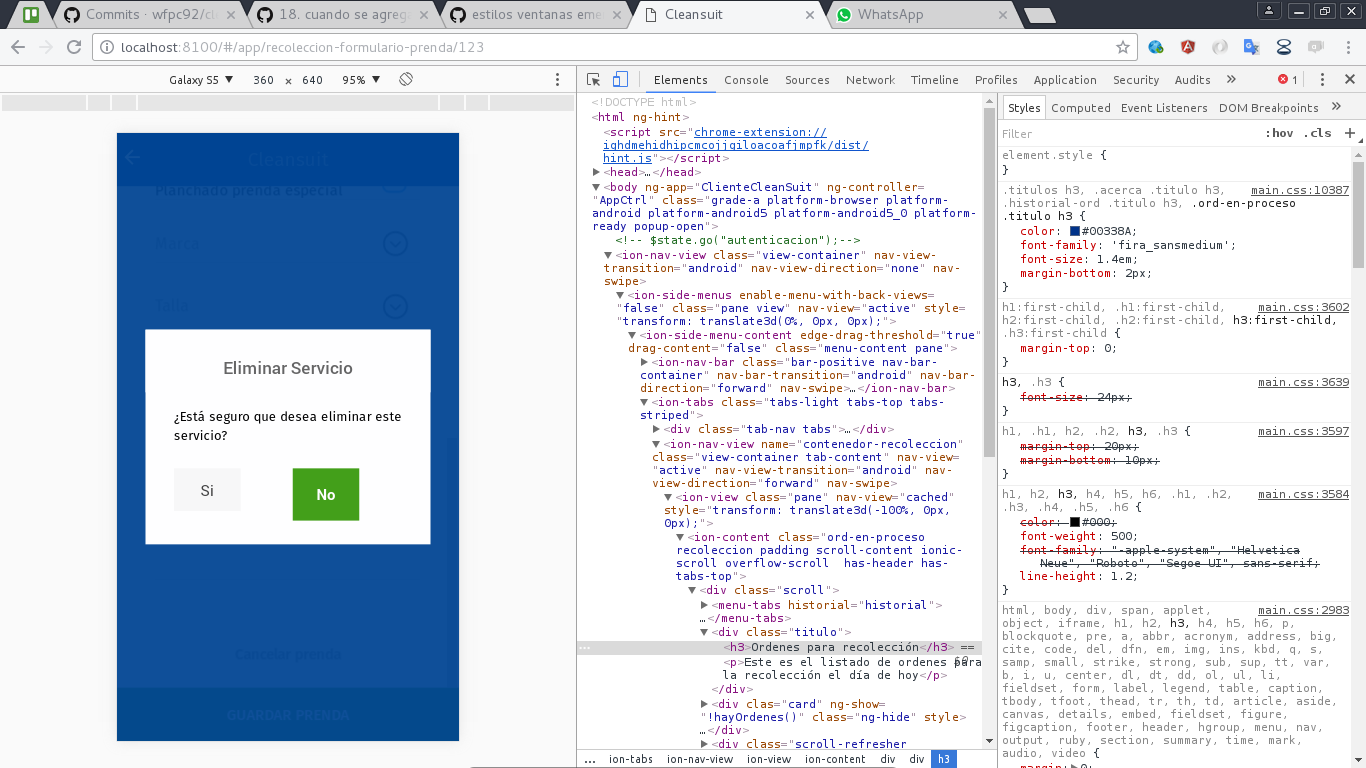 Commits · wfpc92/cl
18. cuando se agreg
estilos ventanas eme
Cleansuit
WhatsApp
localhost:8100/#/app/recoleccion-formulario-prenda/123
Galaxy S5 ▼ 360 × 640 95% ▼
Elements Console Sources Network Timeline Profiles Application Security Audits » 1
Cleansuit
Planchado prenda especial
Marca
Talla
Eliminar Servicio
¿Está seguro que desea eliminar este
servicio?
Si
No
Cancelar prenda
GUARDAR PRENDA
<!DOCTYPE html>
<html ng-hint>
<script src="chrome-extension://
ighdmehidhipcmcojjgiloacoafjmpfk/dist/
hint.js"></script>
▶<head>…</head>
▼<body ng-app="ClienteCleanSuit" ng-controller=
"AppCtrl" class="grade-a platform-browser platform-
android platform-android5 platform-android5_0 platform-
ready popup-open">
<!-- $state.go("autenticacion");-->
▼<ion-nav-view class="view-container" nav-view-
transition="android" nav-view-direction="none" nav-
swipe>
▼<ion-side-menus enable-menu-with-back-views=
"false" class="pane view" nav-view="active" style=
"transform: translate3d(0%, 0px, 0px);">
▼<ion-side-menu-content edge-drag-threshold="true"
drag-content="false" class="menu-content pane">
▶<ion-nav-bar class="bar-positive nav-bar-
container" nav-bar-transition="android" nav-bar-
direction="forward" nav-swipe>…</ion-nav-bar>
▼<ion-tabs class="tabs-light tabs-top tabs-
striped">
▶<div class="tab-nav tabs">…</div>
▼<ion-nav-view name="contenedor-recoleccion"
class="view-container tab-content" nav-view=
"active" nav-view-transition="android" nav-
view-direction="forward" nav-swipe>
▼<ion-view class="pane" nav-view="cached"
style="transform: translate3d(-100%, 0px,
0px);">
▼<ion-content class="ord-en-proceso
recoleccion padding scroll-content ionic-
scroll overflow-scroll  has-header has-
tabs-top">
▼<div class="scroll">
▶<menu-tabs historial="historial">
…</menu-tabs>
▼<div class="titulo">
… <h3>Ordenes para recolección</h3> ==
<p>Este es el listado de ordenes para
la recolección el día de hoy</p>
</div>
▶<div clas="card" ng-show=
"!hayOrdenes()" class="ng-hide" style>
…</div>
▶<div class="scroll-refresher
... ion-tabs ion-nav-view ion-view ion-content div div h3
Styles Computed Event Listeners DOM Breakpoints »
Filter :hov .cls +
element.style {
}
.titulos h3, .acerca .titulo h3, main.css:10387
.historial-ord .titulo h3, .ord-en-proceso
.titulo h3 {
color: #00338A;
font-family: 'fira_sansmedium';
font-size: 1.4em;
margin-bottom: 2px;
}
h1:first-child, .h1:first-child, main.css:3602
h2:first-child, .h2:first-child, h3:first-child,
.h3:first-child {
margin-top: 0;
}
h3, .h3 { main.css:3639
font-size: 24px;
}
h1, .h1, h2, .h2, h3, .h3 { main.css:3597
margin-top: 20px;
margin-bottom: 10px;
}
h1, h2, h3, h4, h5, h6, .h1, .h2, main.css:3584
.h3, .h4, .h5, .h6 {
color: #000;
font-weight: 500;
font-family: "-apple-system", "Helvetica
Neue", "Roboto", "Segoe UI", sans-serif;
line-height: 1.2;
}
html, body, div, span, applet, main.css:2983
object, iframe, h1, h2, h3, h4, h5, h6, p,
blockquote, pre, a, abbr, acronym, address, big,
cite, code, del, dfn, em, img, ins, kbd, q, s,
samp, small, strike, strong, sub, sup, tt, var,
b, i, u, center, dl, dt, dd, ol, ul, li,
fieldset, form, label, legend, table, caption,
tbody, tfoot, thead, tr, th, td, article, aside,
canvas, details, embed, fieldset, figure,
figcaption, footer, header, hgroup, menu, nav,
output, ruby, section, summary, time, mark,
audio, video {